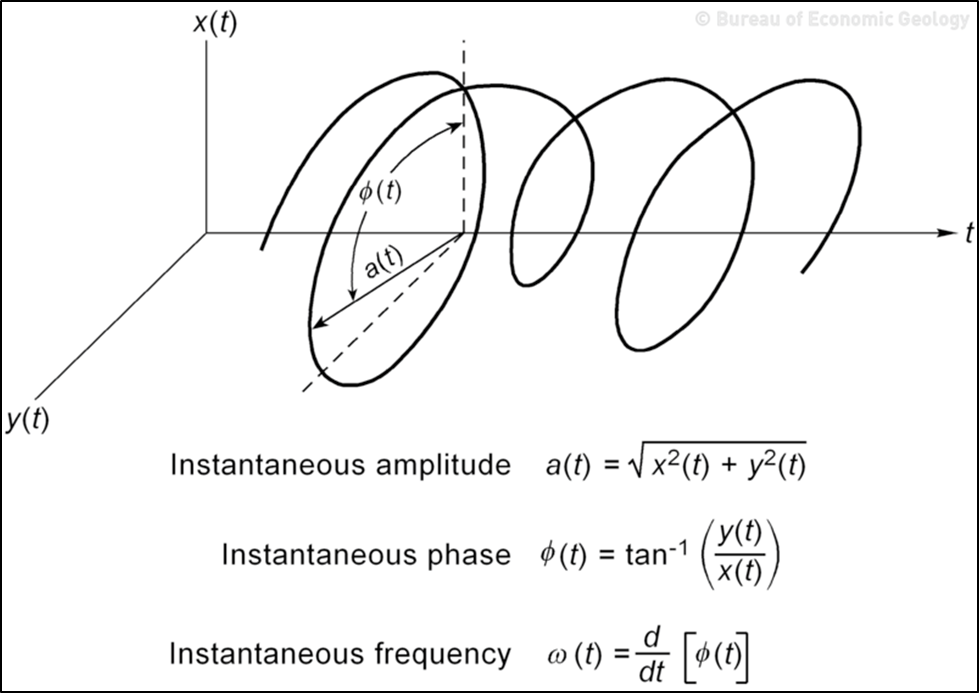 © Bureau of Economic Geology
x(t)
ϕ(t)
a(t)
t
y(t)
Instantaneous amplitude a(t) = √x²(t) + y²(t)
Instantaneous phase ϕ(t) = tan⁻¹ (y(t)/x(t))
Instantaneous frequency ω(t) = d/dt [ϕ(t)]